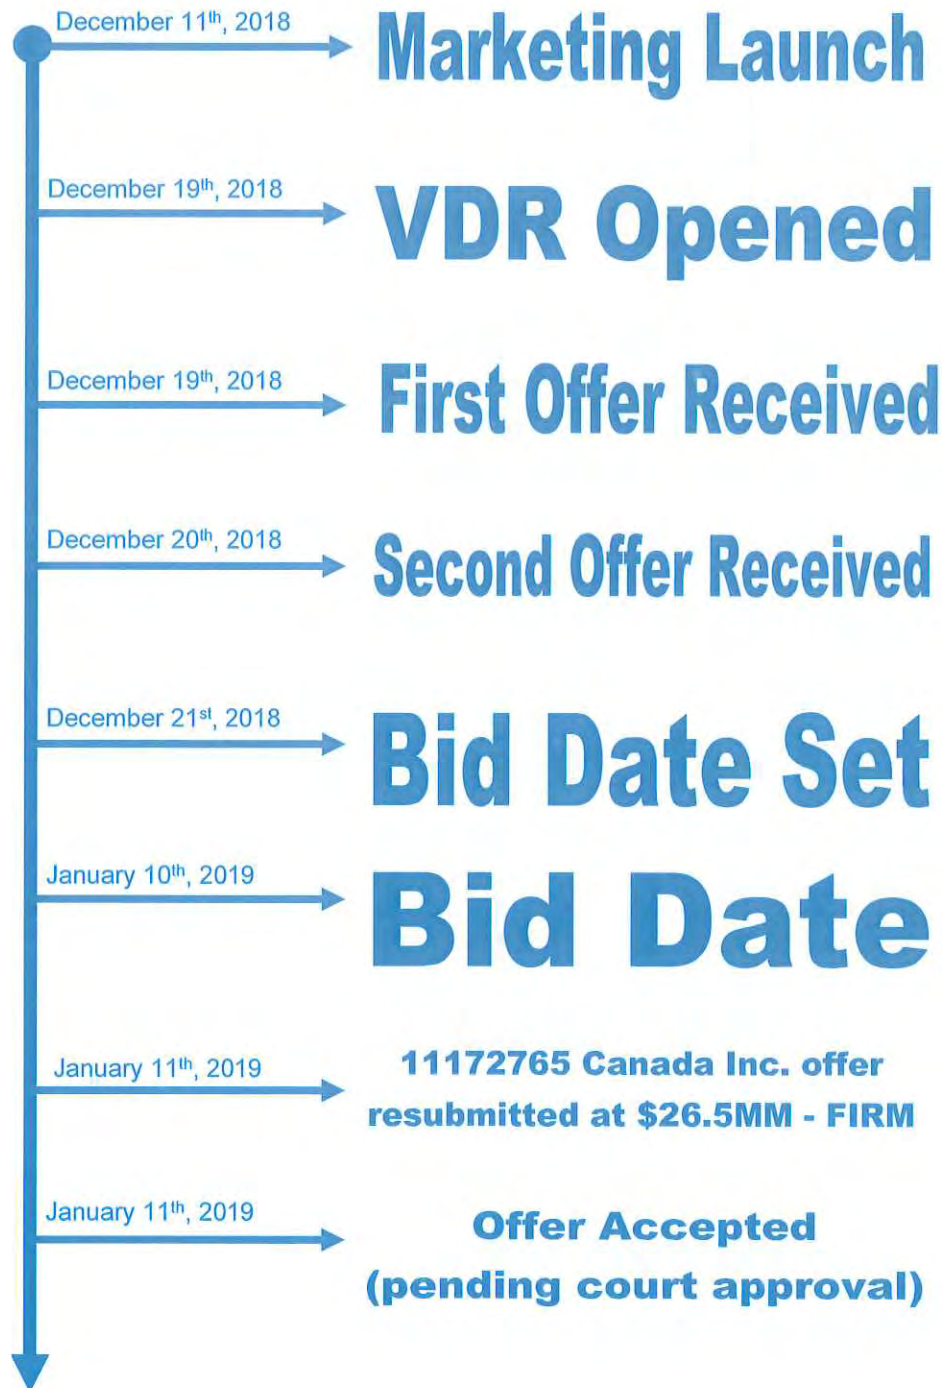 December 11th, 2018
Marketing Launch
December 19th, 2018
VDR Opened
December 19th, 2018
First Offer Received
December 20th, 2018
Second Offer Received
December 21st, 2018
Bid Date Set
January 10th, 2019
Bid Date
January 11th, 2019
11172765 Canada Inc. offer
resubmitted at $26.5MM - FIRM
January 11th, 2019
Offer Accepted
(pending court approval)